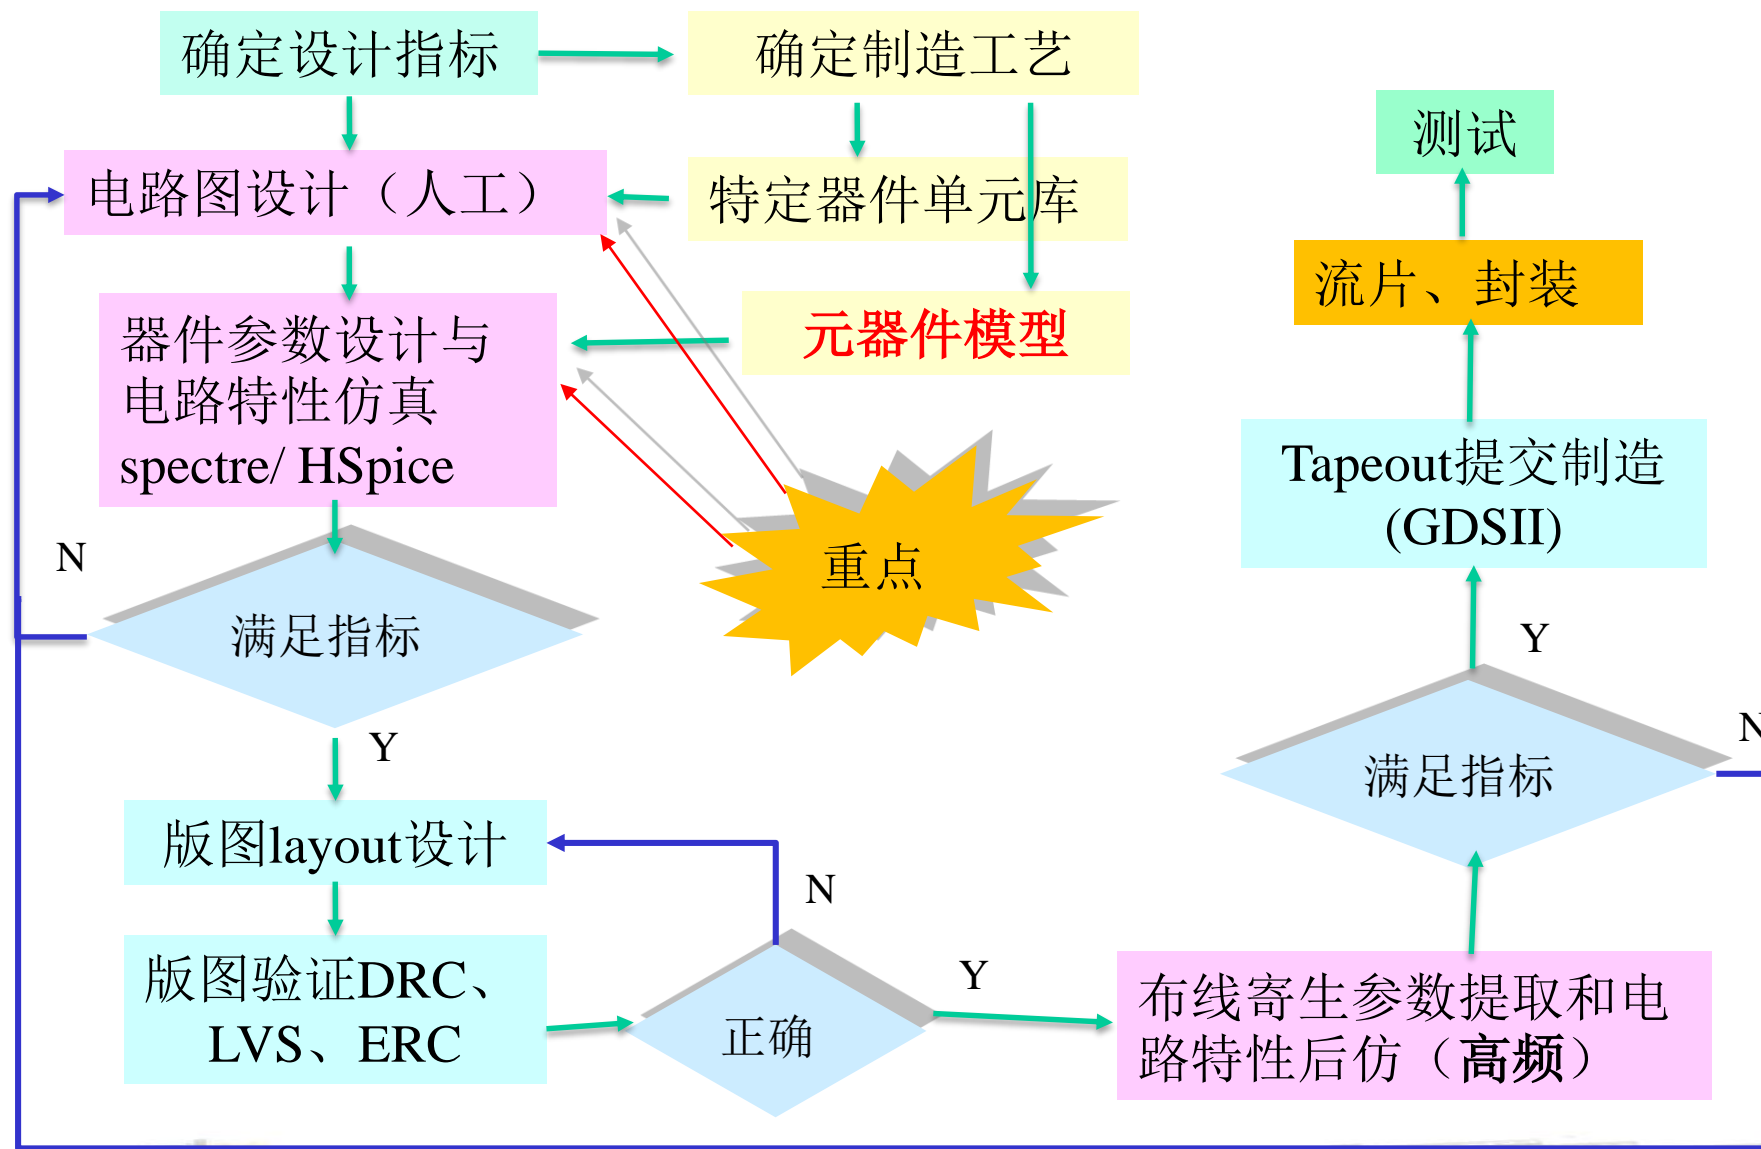 确定设计指标
确定制造工艺
测试
电路图设计（人工）
特定器件单元库
流片、封装
器件参数设计与
电路特性仿真
spectre/ HSpice
元器件模型
Tapeout提交制造
(GDSII)
重点
N
满足指标
Y
Y
满足指标
N
版图layout设计
N
版图验证DRC、
LVS、ERC
正确
Y
布线寄生参数提取和电
路特性后仿（高频）